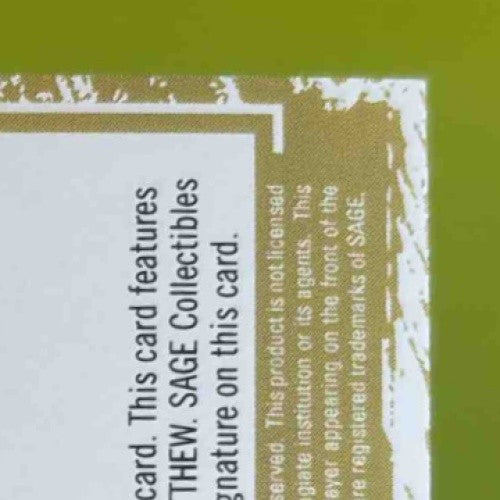 card. This card features
THEW. SAGE Collectibles
gnature on this card.
served. This product is not licensed
giate institution or its agents. This
ayer appearing on the front of the
re registered trademarks of SAGE.